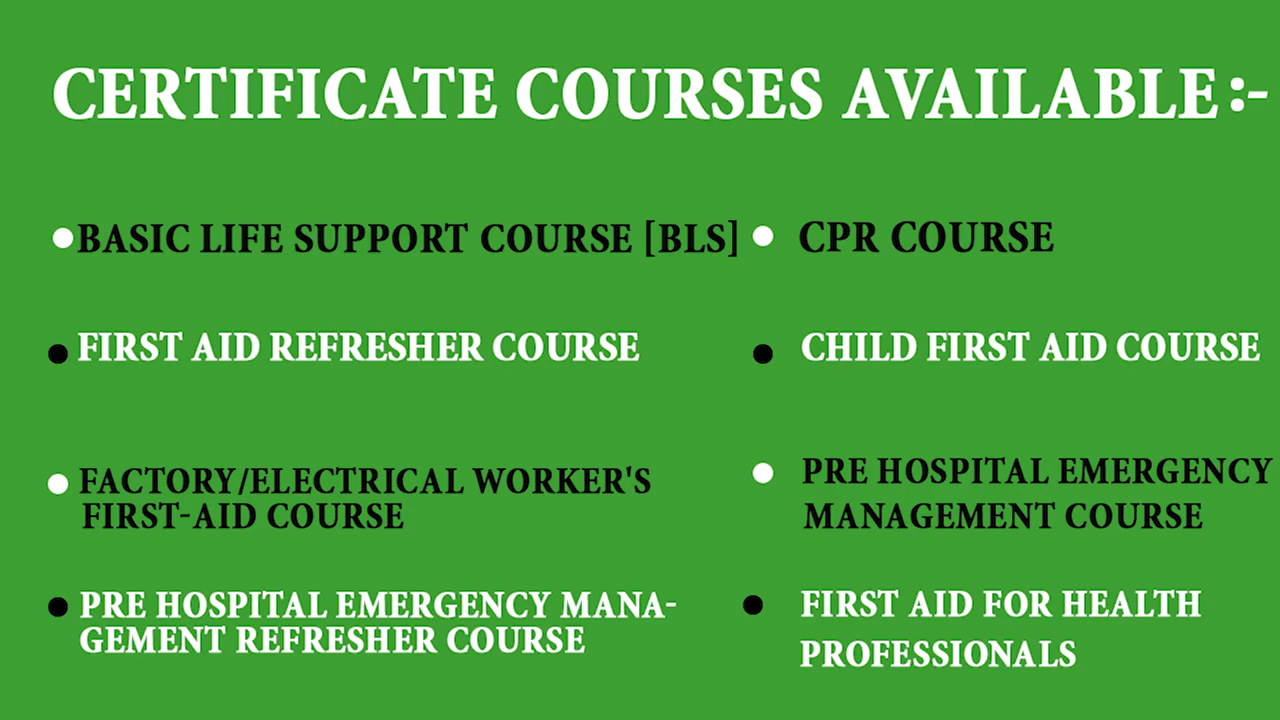 CERTIFICATE COURSES AVAILABLE :-
BASIC LIFE SUPPORT COURSE [BLS]
CPR COURSE
FIRST AID REFRESHER COURSE
CHILD FIRST AID COURSE
FACTORY/ELECTRICAL WORKER'S
FIRST-AID COURSE
PRE HOSPITAL EMERGENCY
MANAGEMENT COURSE
PRE HOSPITAL EMERGENCY MANA-
GEMENT REFRESHER COURSE
FIRST AID FOR HEALTH
PROFESSIONALS